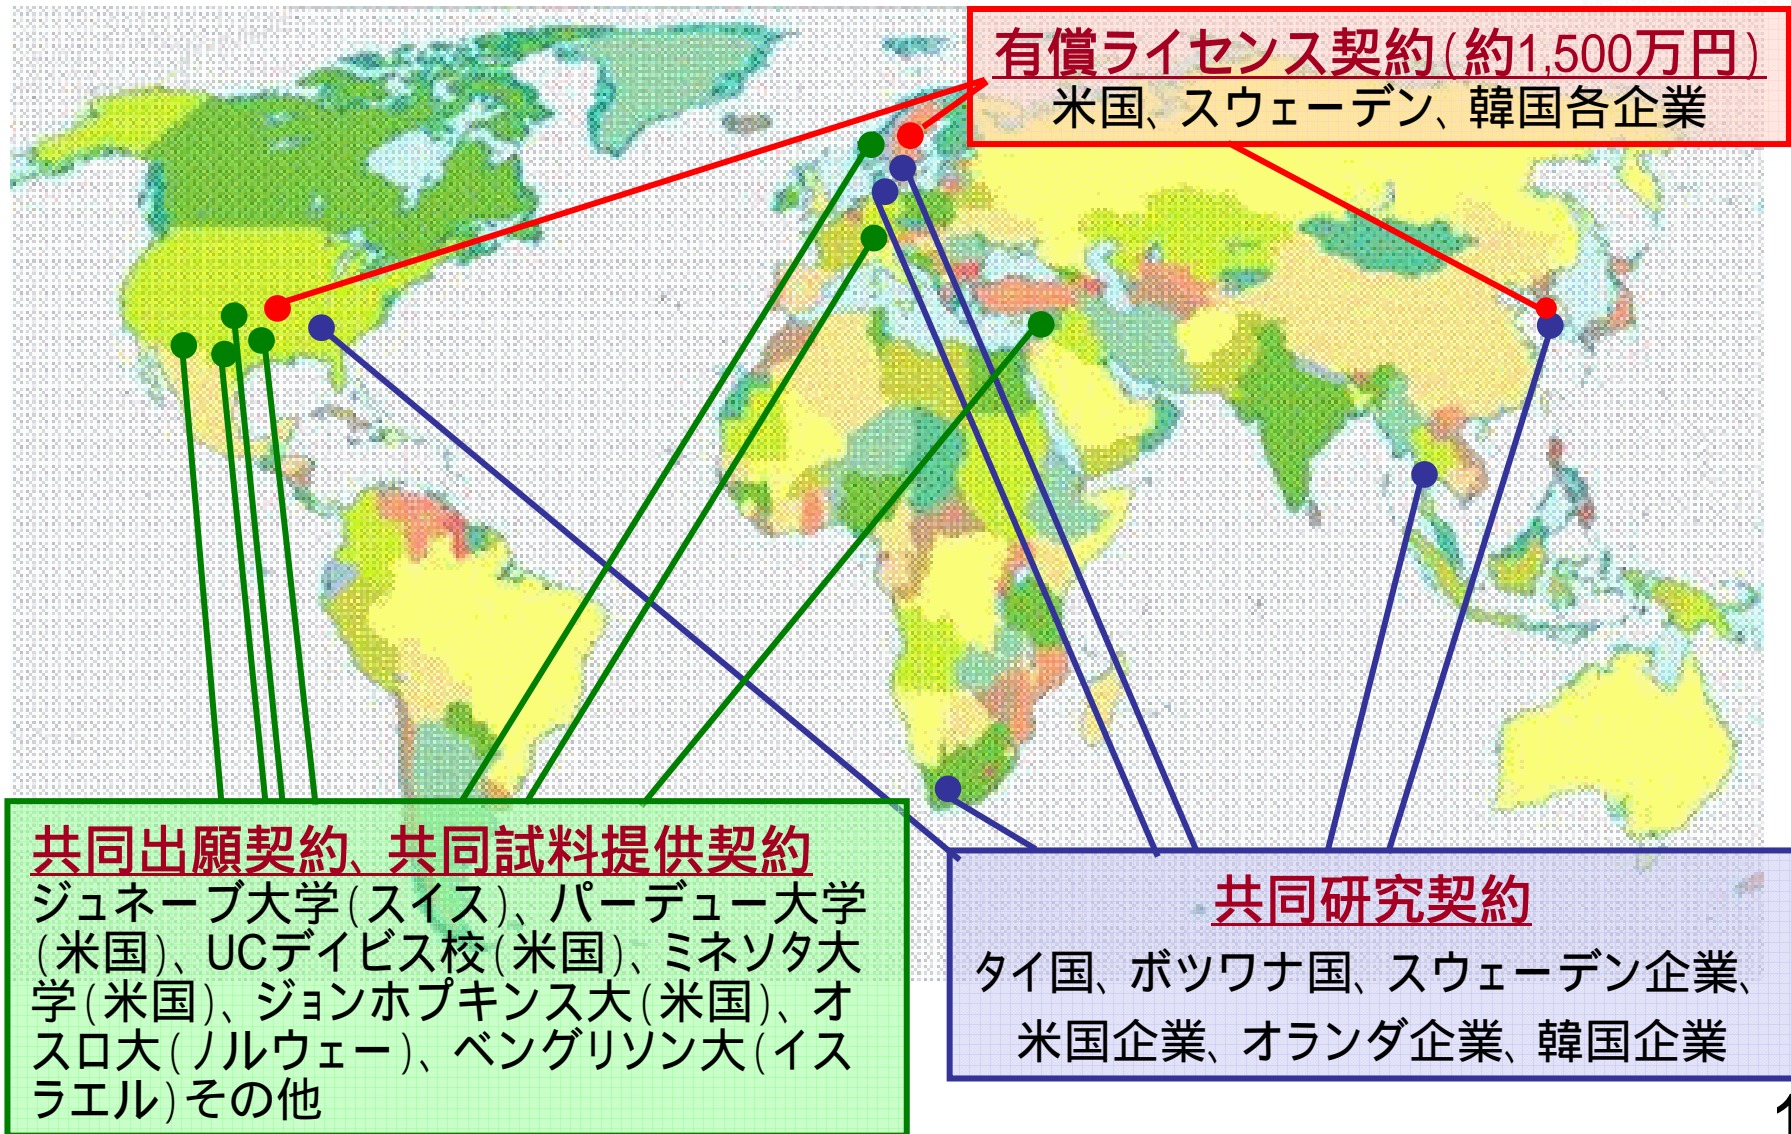 有償ライセンス契約(約1,500万円)
米国、スウェーデン、韓国各企業
共同出願契約、共同試料提供契約
ジュネーブ大学(スイス)、パーデュー大学
(米国)、UCデイビス校(米国)、ミネソタ大
学(米国)、ジョンホプキンス大(米国)、オ
スロ大(ノルウェー)、ベングリソン大(イス
ラエル)その他
共同研究契約
タイ国、ボツワナ国、スウェーデン企業、
米国企業、オランダ企業、韓国企業